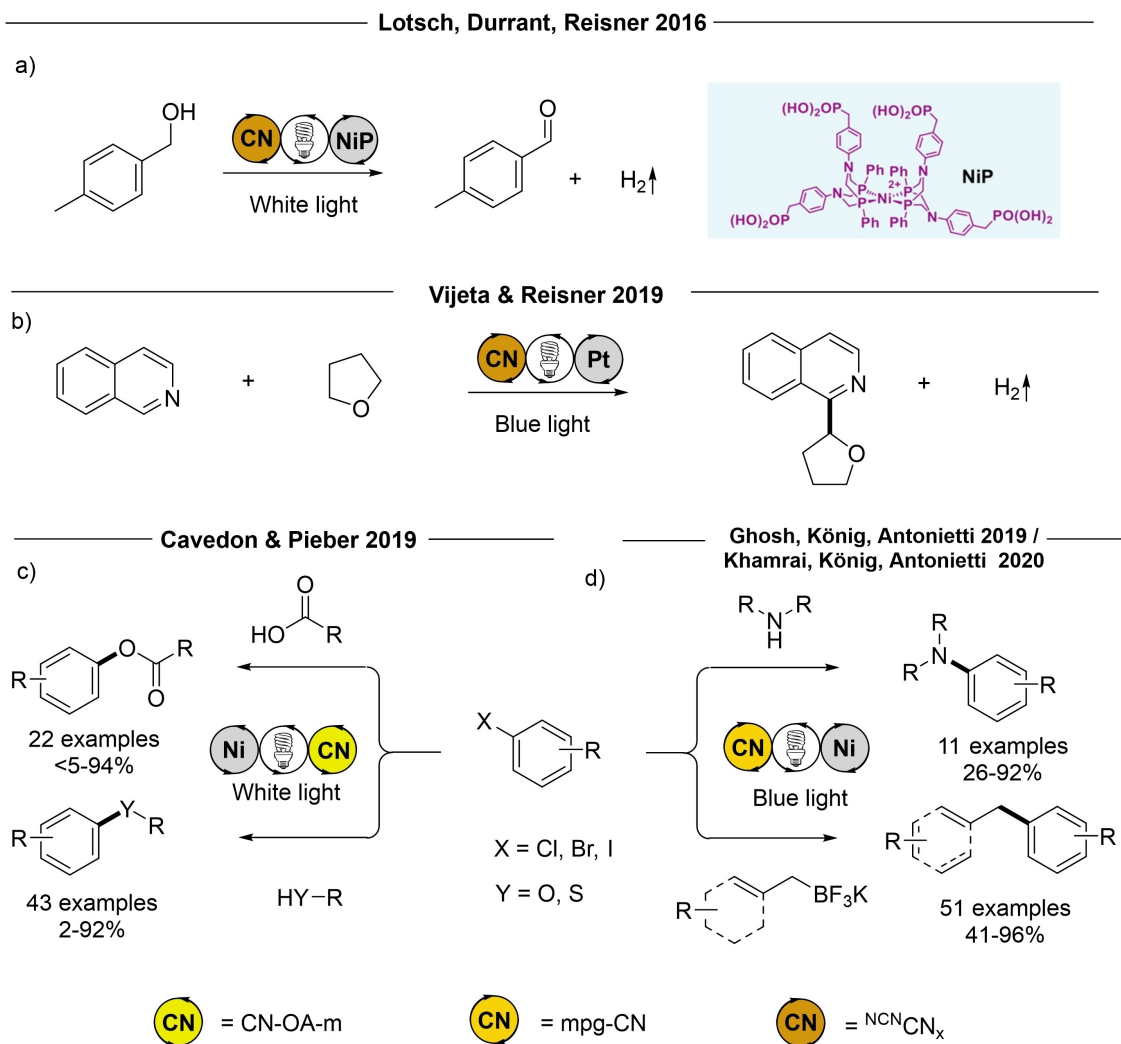 Lotsch, Durrant, Reisner 2016
a)
OH
CN
NiP
White light
O
+
H2↑
(HO)2OP
(HO)2OP
N
N
Ph
Ph
2+
P
P
NiP
(HO)2OP
N
P
Ni
P
Ph
Ph
N
PO(OH)2
Vijeta & Reisner 2019
b)
N
+
O
CN
Pt
Blue light
N
O
+
H2↑
Cavedon & Pieber 2019
c)
O
HO
R
R
O
R
O
22 examples
<5-94%
Ni
CN
White light
R
Y
R
43 examples
2-92%
HY–R
X
R
X = Cl, Br, I
Y = O, S
Ghosh, König, Antonietti 2019 /
Khamrai, König, Antonietti 2020
d)
R
N
H
R
R
R
N
R
11 examples
26-92%
CN
Ni
Blue light
R
BF3K
R
R
51 examples
41-96%
CN = CN-OA-m
CN = mpg-CN
CN = NCNCNx